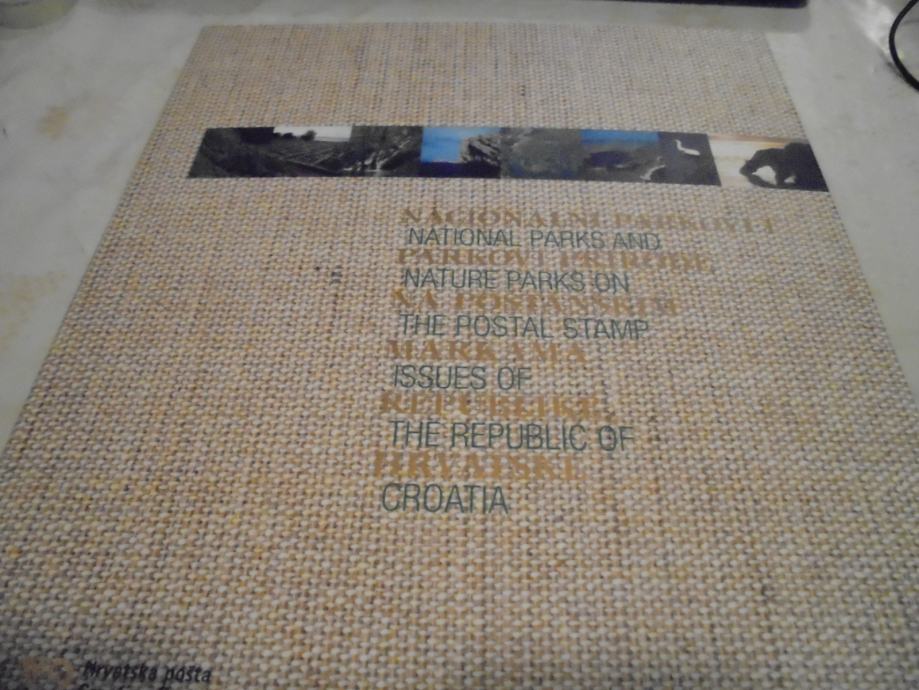 NACIONALNI PARKOVI I
NATIONAL PARKS AND
PARKOVI PRIRODE
NATURE PARKS ON
NA POŠTANSKIM
THE POSTAL STAMP
MARKAMA
ISSUES OF
REPUBLIKE
THE REPUBLIC OF
HRVATSKE
CROATIA
Hrvatska pošta